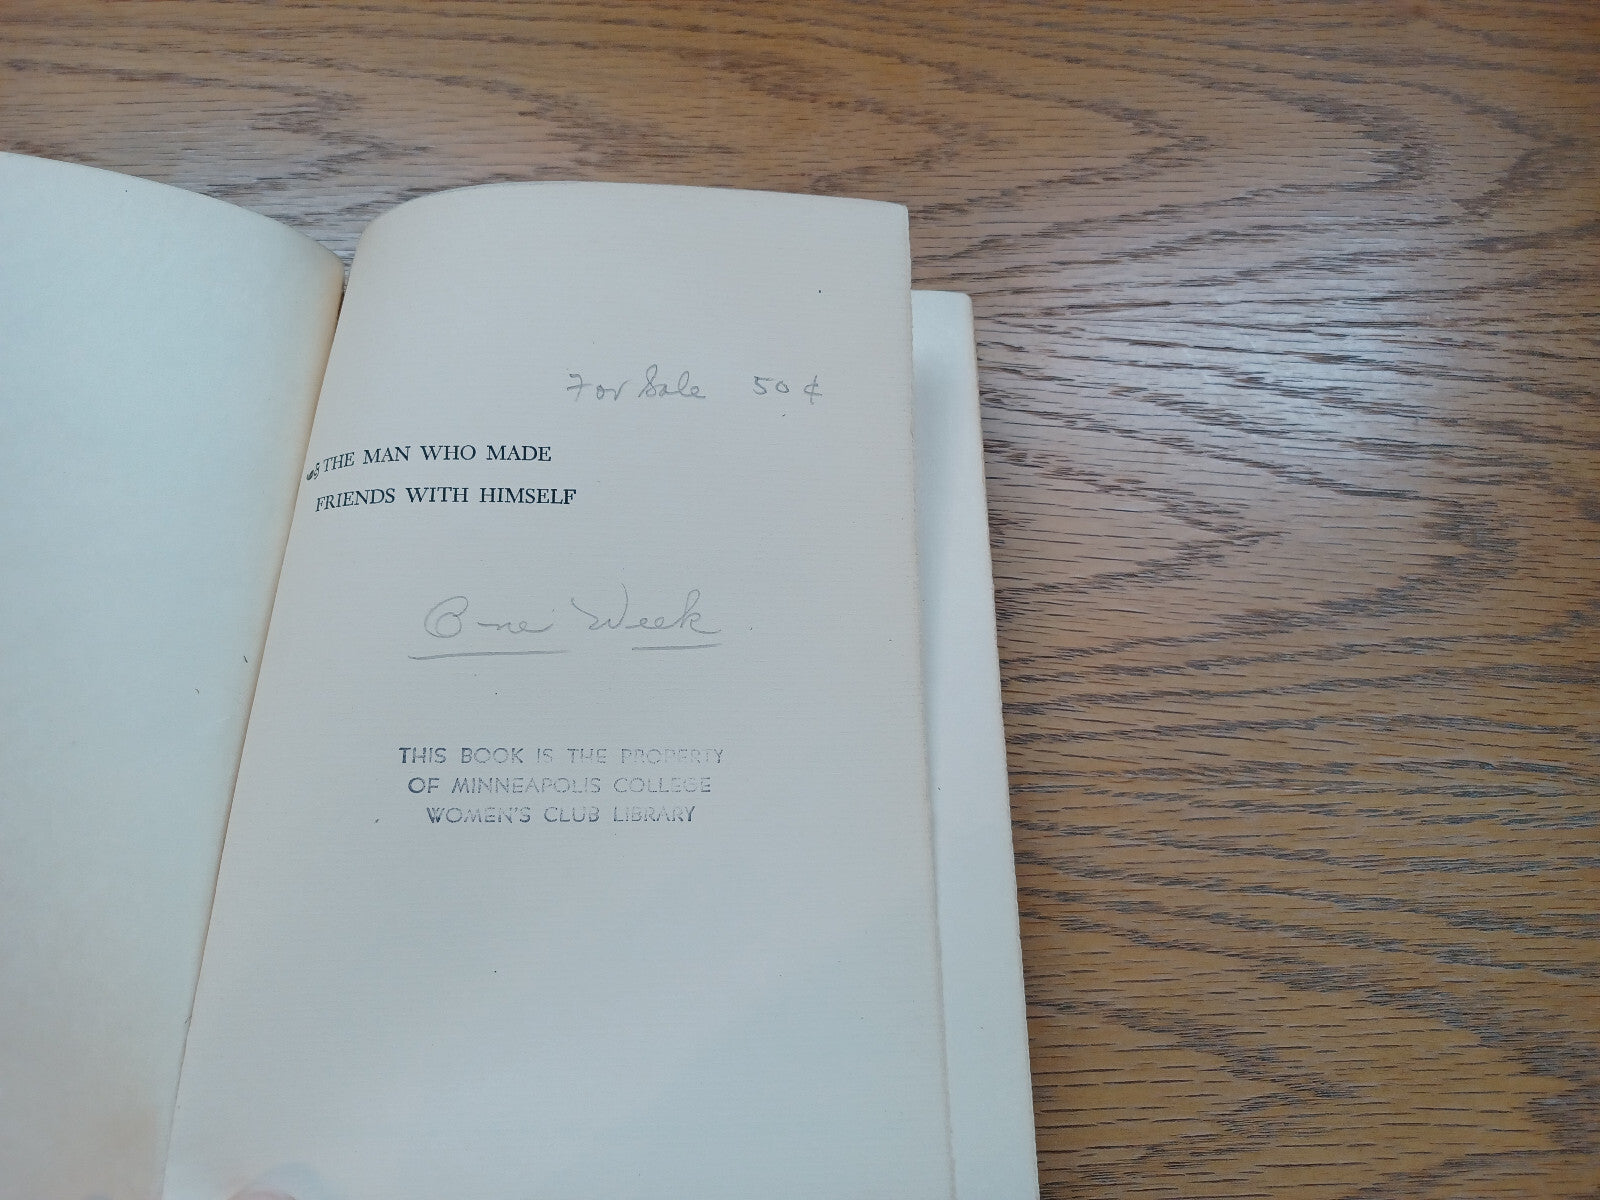 For Sale 50 ¢
THE MAN WHO MADE
FRIENDS WITH HIMSELF
One Week
THIS BOOK IS THE PROPERTY
OF MINNEAPOLIS COLLEGE
WOMEN'S CLUB LIBRARY